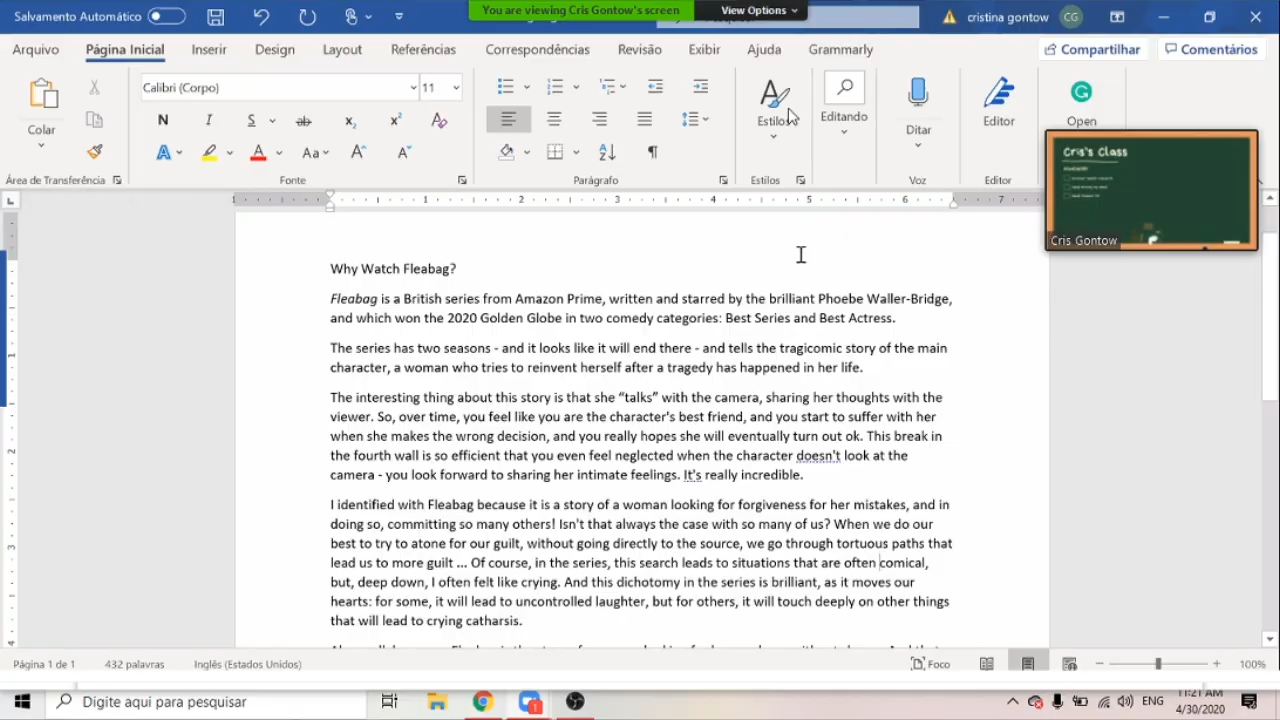 Salvamento Automático
You are viewing Cris Gontow's screen
View Options
cristina gontow
CG
Arquivo
Página Inicial
Inserir
Design
Layout
Referências
Correspondências
Revisão
Exibir
Ajuda
Grammarly
Compartilhar
Comentários
Calibri (Corpo)
11
Colar
Estilos
Editando
Ditar
Editor
Open
Área de Transferência
Fonte
Parágrafo
Estilos
Voz
Editor
Cris's Class
Cris Gontow
Why Watch Fleabag?
Fleabag is a British series from Amazon Prime, written and starred by the brilliant Phoebe Waller-Bridge,
and which won the 2020 Golden Globe in two comedy categories: Best Series and Best Actress.
The series has two seasons - and it looks like it will end there - and tells the tragicomic story of the main
character, a woman who tries to reinvent herself after a tragedy has happened in her life.
The interesting thing about this story is that she “talks” with the camera, sharing her thoughts with the
viewer. So, over time, you feel like you are the character's best friend, and you start to suffer with her
when she makes the wrong decision, and you really hopes she will eventually turn out ok. This break in
the fourth wall is so efficient that you even feel neglected when the character doesn't look at the
camera - you look forward to sharing her intimate feelings. It's really incredible.
I identified with Fleabag because it is a story of a woman looking for forgiveness for her mistakes, and in
doing so, committing so many others! Isn't that always the case with so many of us? When we do our
best to try to atone for our guilt, without going directly to the source, we go through tortuous paths that
lead us to more guilt ... Of course, in the series, this search leads to situations that are often comical,
but, deep down, I often felt like crying. And this dichotomy in the series is brilliant, as it moves our
hearts: for some, it will lead to uncontrolled laughter, but for others, it will touch deeply on other things
that will lead to crying catharsis.
Página 1 de 1
432 palavras
Inglês (Estados Unidos)
Foco
100%
Digite aqui para pesquisar
ENG
11:21 AM
4/30/2020